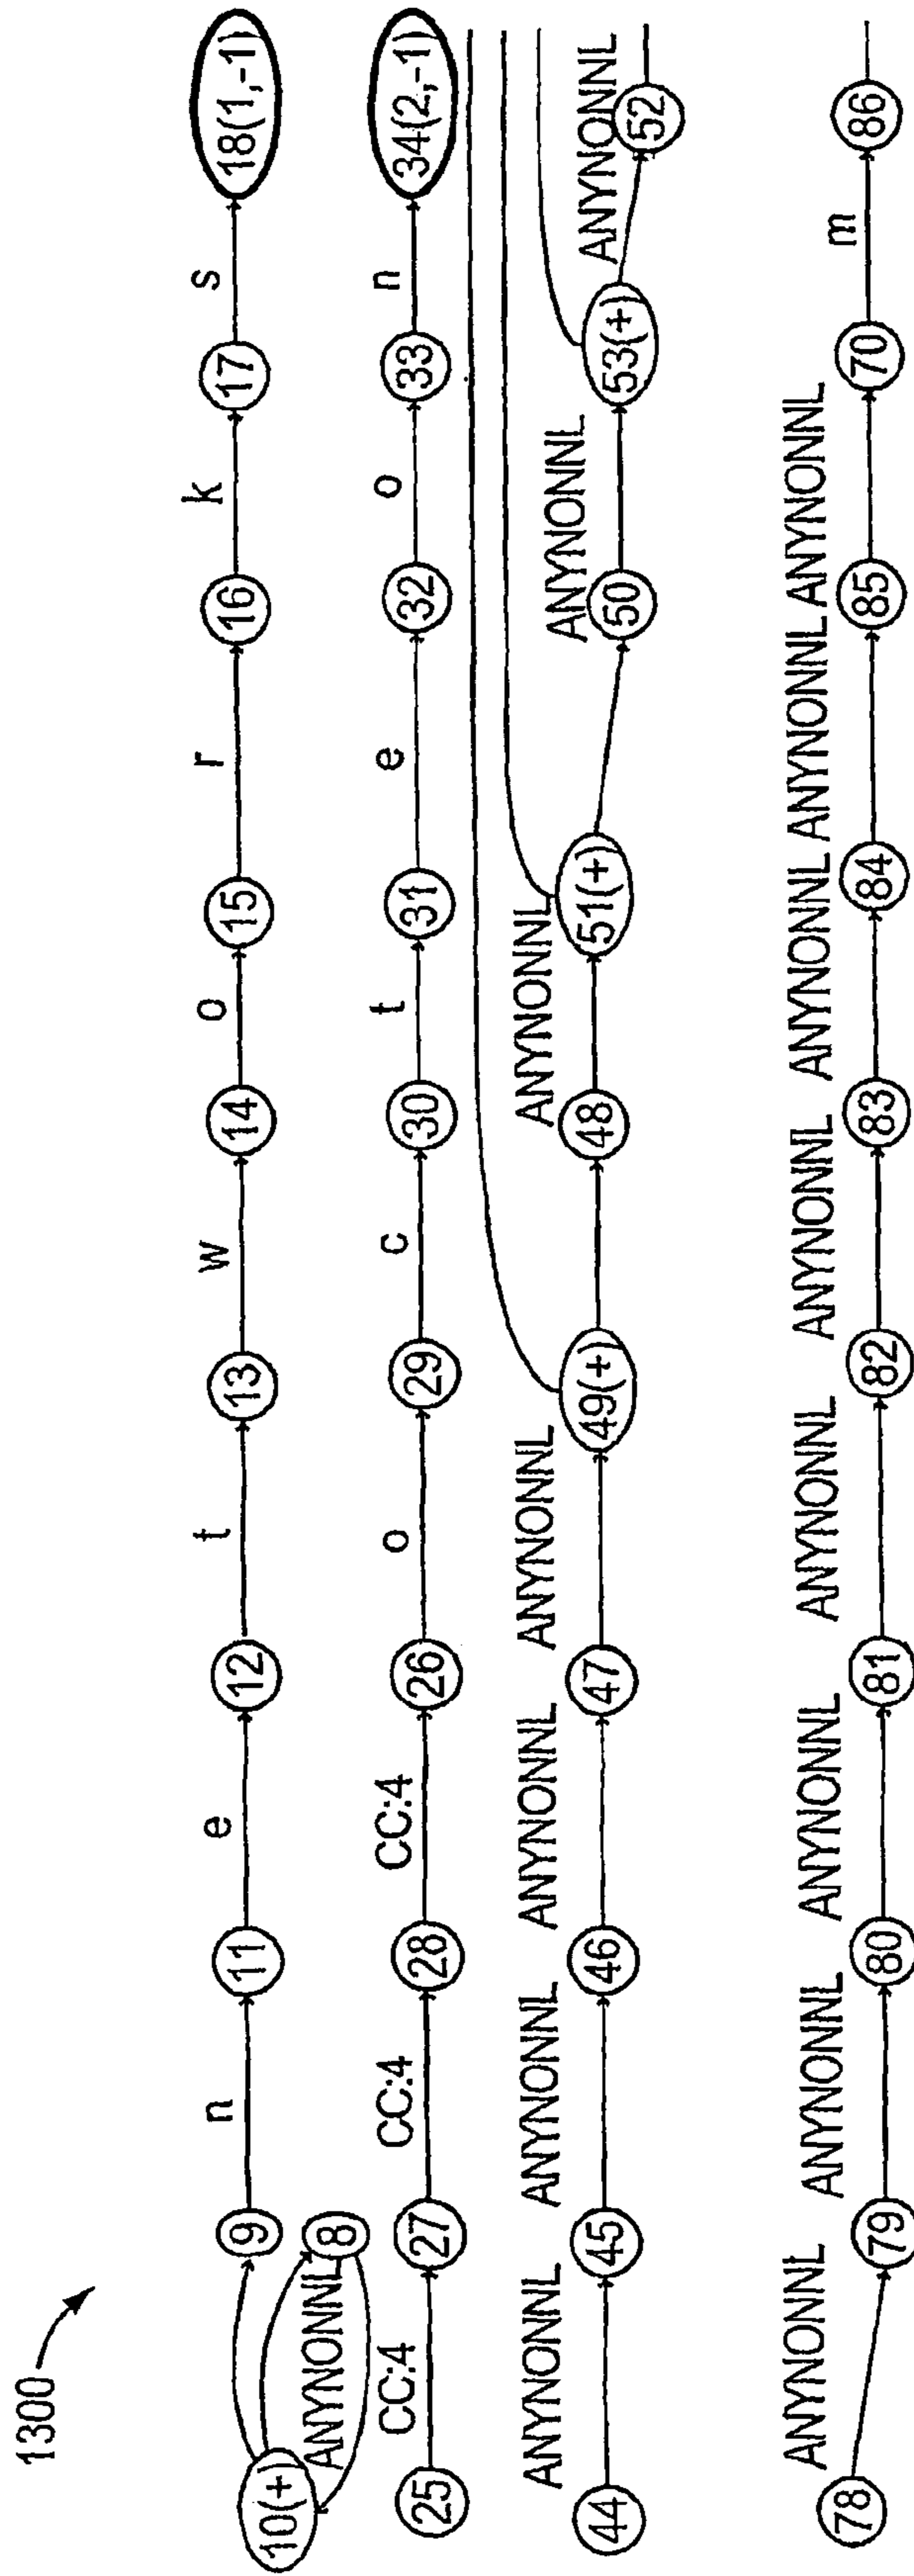 1300
n e t w o r k s
10(+) 9 11 12 13 14 15 16 17 18(1,-1)
ANYNONNL
8
CC:4 CC:4 CC:4 o c t e o n
25 27 28 26 29 30 31 32 33 34(2,-1)
ANYNONNL ANYNONNL ANYNONNL ANYNONNL ANYNONNL ANYNONNL ANYNONNL
44 45 46 47 49(+) 48 51(+) 50 53(+) 52
ANYNONNL ANYNONNL ANYNONNL ANYNONNL ANYNONNL ANYNONNL ANYNONNL ANYNONNL m
78 79 80 81 82 83 84 85 70 86